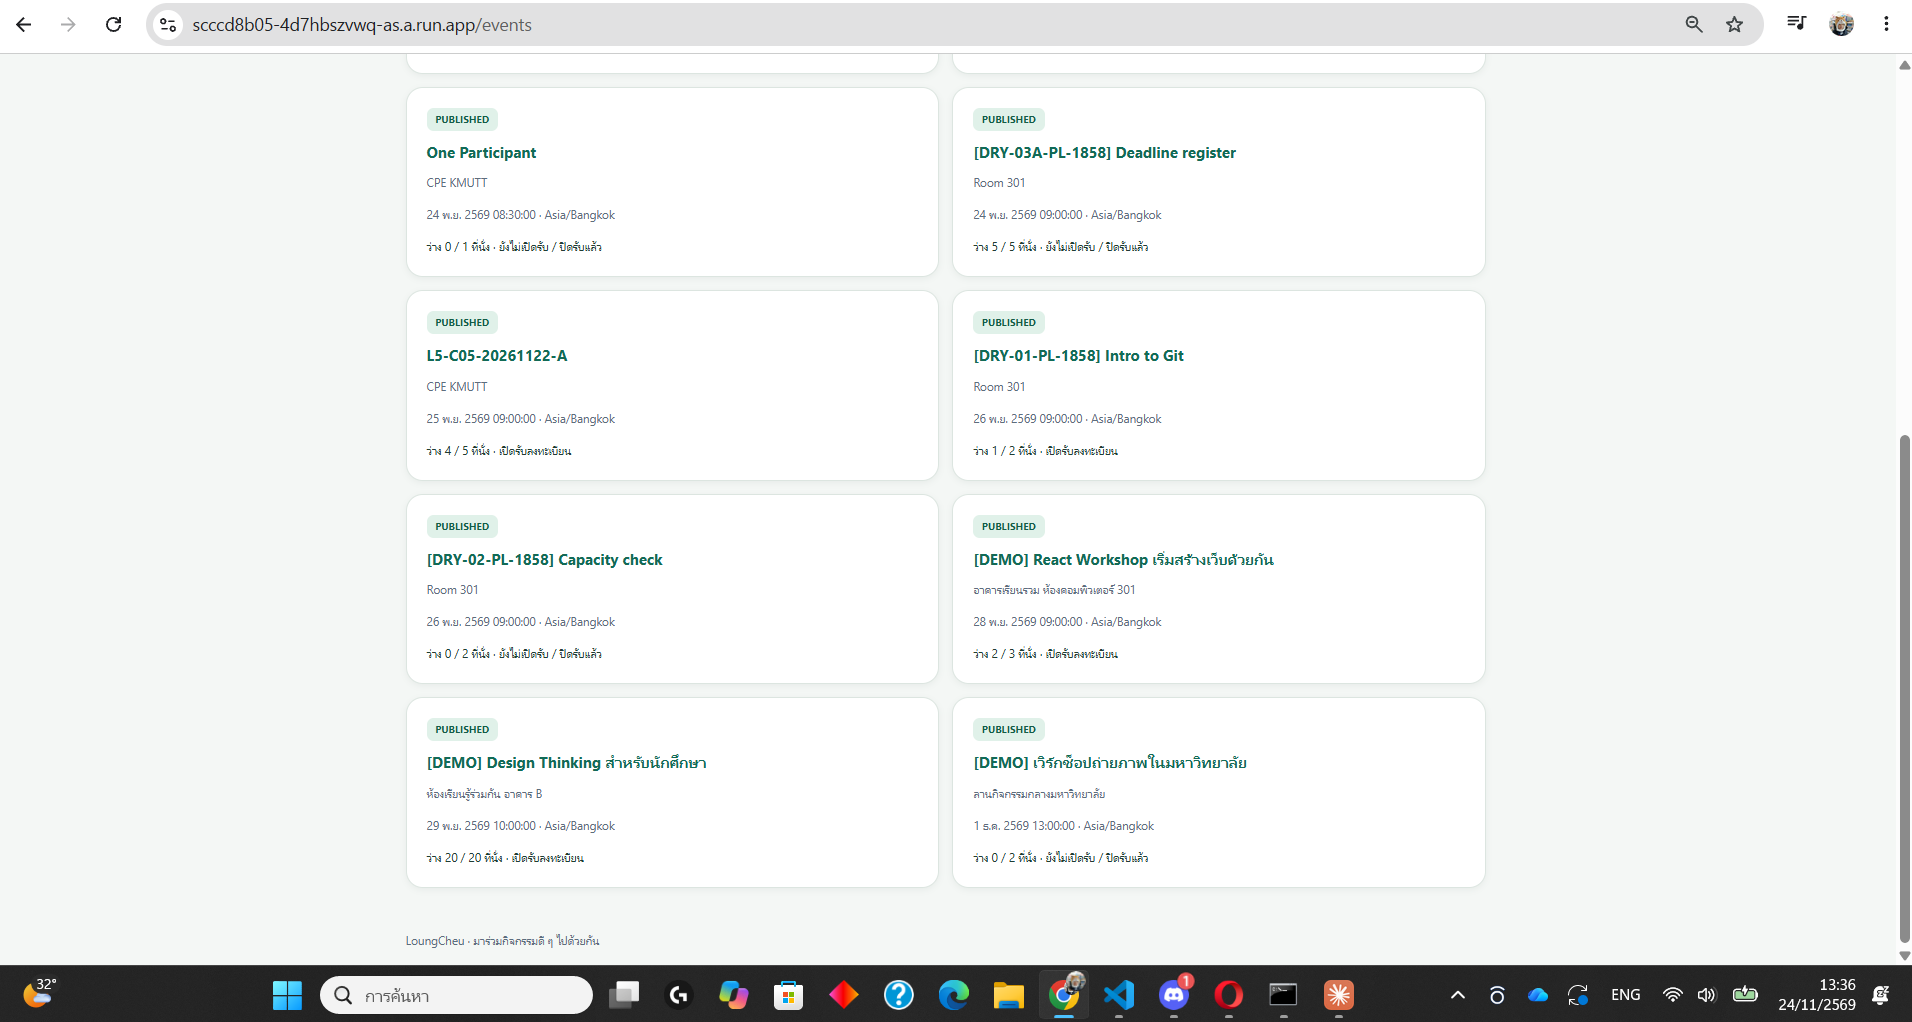 scccd8b05-4d7hbszvwq-as.a.run.app/events
PUBLISHED
One Participant
CPE KMUTT
24 พ.ย. 2569 08:30:00 · Asia/Bangkok
ว่าง 0 / 1 ที่นั่ง · ยังไม่เปิดรับ / ปิดรับแล้ว
PUBLISHED
[DRY-03A-PL-1858] Deadline register
Room 301
24 พ.ย. 2569 09:00:00 · Asia/Bangkok
ว่าง 5 / 5 ที่นั่ง · ยังไม่เปิดรับ / ปิดรับแล้ว
PUBLISHED
L5-C05-20261122-A
CPE KMUTT
25 พ.ย. 2569 09:00:00 · Asia/Bangkok
ว่าง 4 / 5 ที่นั่ง · เปิดรับลงทะเบียน
PUBLISHED
[DRY-01-PL-1858] Intro to Git
Room 301
26 พ.ย. 2569 09:00:00 · Asia/Bangkok
ว่าง 1 / 2 ที่นั่ง · เปิดรับลงทะเบียน
PUBLISHED
[DRY-02-PL-1858] Capacity check
Room 301
26 พ.ย. 2569 09:00:00 · Asia/Bangkok
ว่าง 0 / 2 ที่นั่ง · ยังไม่เปิดรับ / ปิดรับแล้ว
PUBLISHED
[DEMO] React Workshop เริ่มสร้างเว็บด้วยกัน
อาคารเรียนรวม ห้องคอมพิวเตอร์ 301
28 พ.ย. 2569 09:00:00 · Asia/Bangkok
ว่าง 2 / 3 ที่นั่ง · เปิดรับลงทะเบียน
PUBLISHED
[DEMO] Design Thinking สำหรับนักศึกษา
ห้องเรียนรู้ร่วมกัน อาคาร B
29 พ.ย. 2569 10:00:00 · Asia/Bangkok
ว่าง 20 / 20 ที่นั่ง · เปิดรับลงทะเบียน
PUBLISHED
[DEMO] เวิร์กช็อปถ่ายภาพในมหาวิทยาลัย
ลานกิจกรรมกลางมหาวิทยาลัย
1 ธ.ค. 2569 13:00:00 · Asia/Bangkok
ว่าง 0 / 2 ที่นั่ง · ยังไม่เปิดรับ / ปิดรับแล้ว
LoungCheu · มาร่วมกิจกรรมดี ๆ ไปด้วยกัน
32°
การค้นหา
1
ENG
13:36
24/11/2569